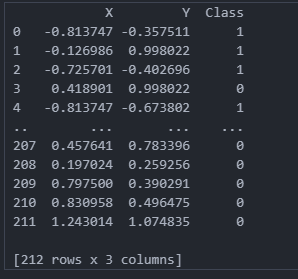 X Y Class
0 -0.813747 -0.357511 1
1 -0.126986 0.998022 1
2 -0.725701 -0.402696 1
3 0.418901 0.998022 0
4 -0.813747 -0.673802 1
.. ... ... ...
207 0.457641 0.783396 0
208 0.197024 0.259256 0
209 0.797500 0.390291 0
210 0.830958 0.496475 0
211 1.243014 1.074835 0
[212 rows x 3 columns]